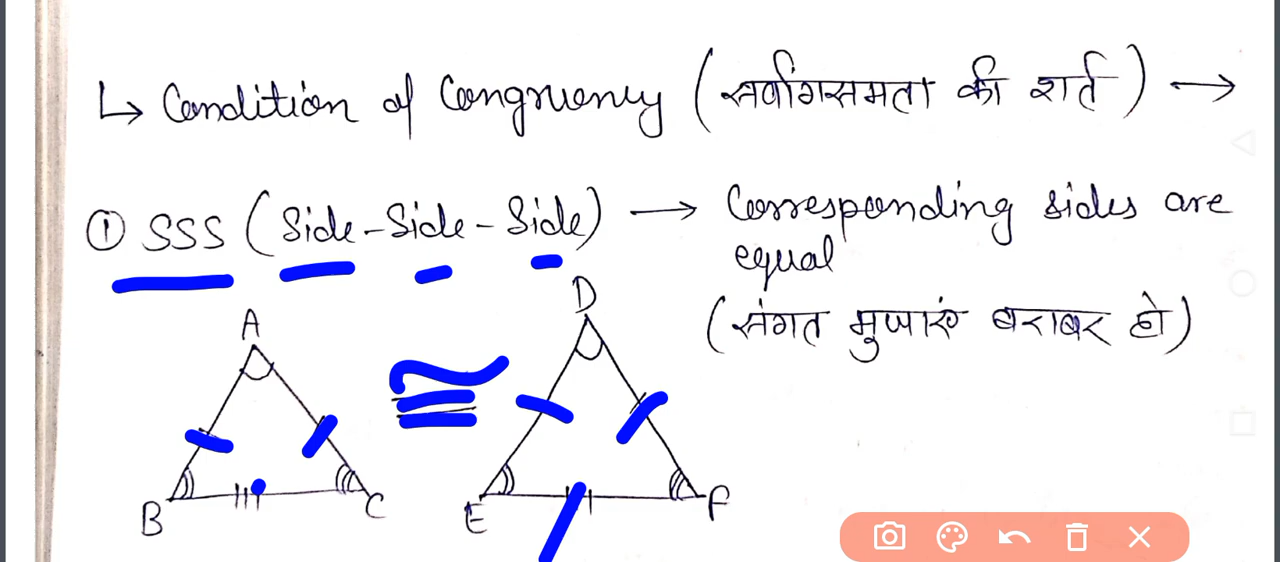 ↳ Condition of Congruency (सर्वांगसमता की शर्त) →
① SSS (Side-Side-Side) → Corresponding sides are
equal
(संगत भुजाएं बराबर हो)
A
D
≅
B
C
E
F